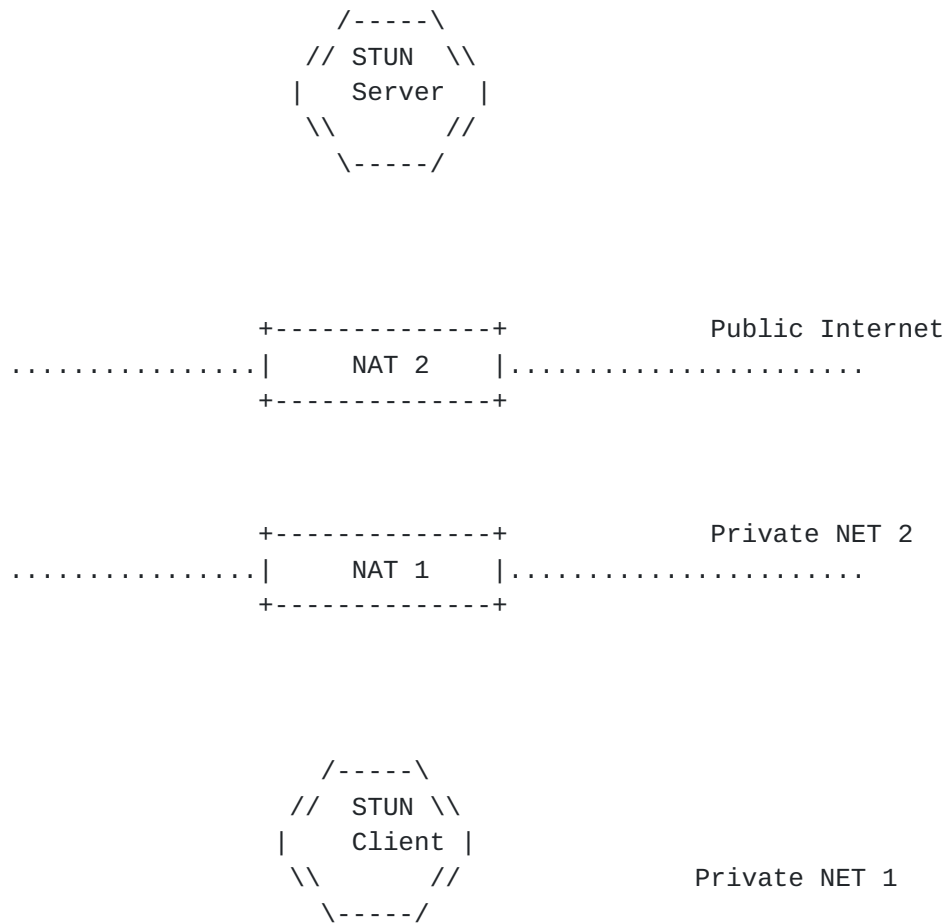 /-----\
// STUN \\
| Server |
\\ //
\-----/
+--------------+ Public Internet
................| NAT 2 |.......................
+--------------+
+--------------+ Private NET 2
................| NAT 1 |.......................
+--------------+
/-----\
// STUN \\
| Client |
\\ // Private NET 1
\-----/